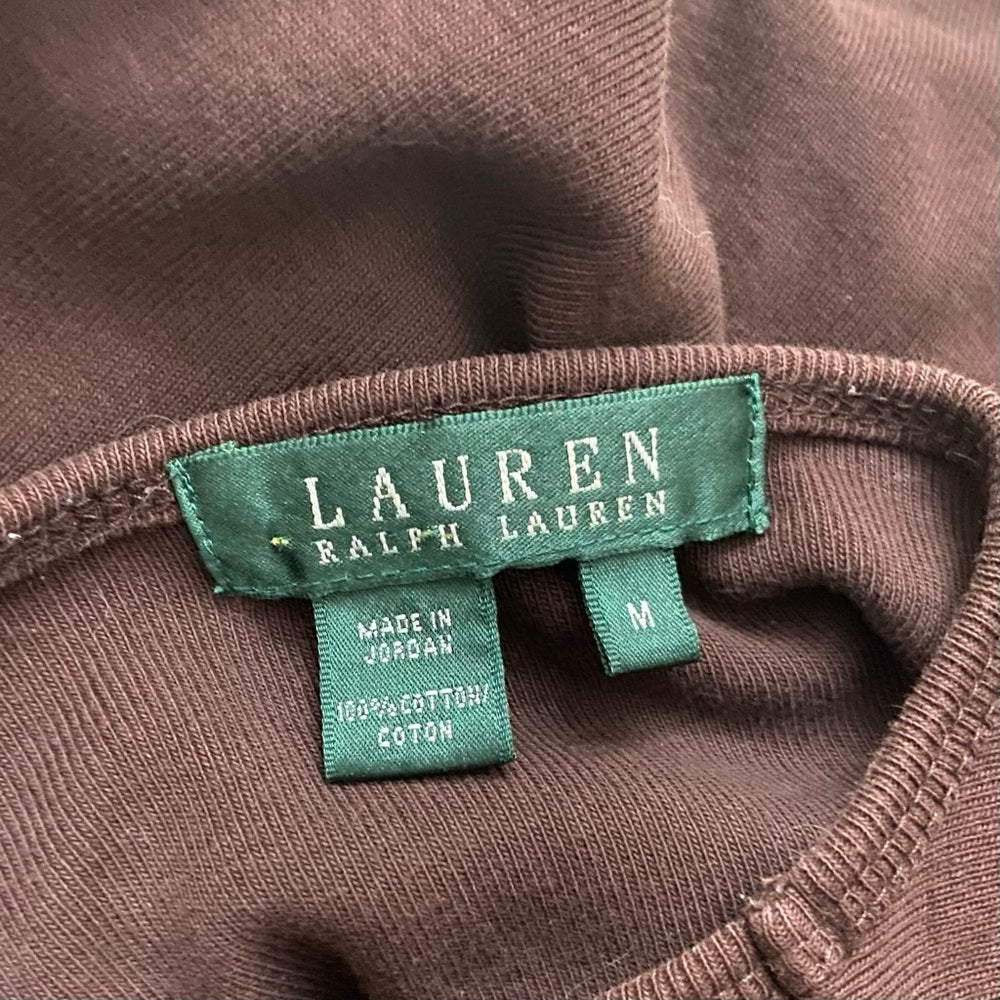 LAUREN
RALPH LAUREN
MADE IN
JORDAN
100% COTTON/
COTON
M